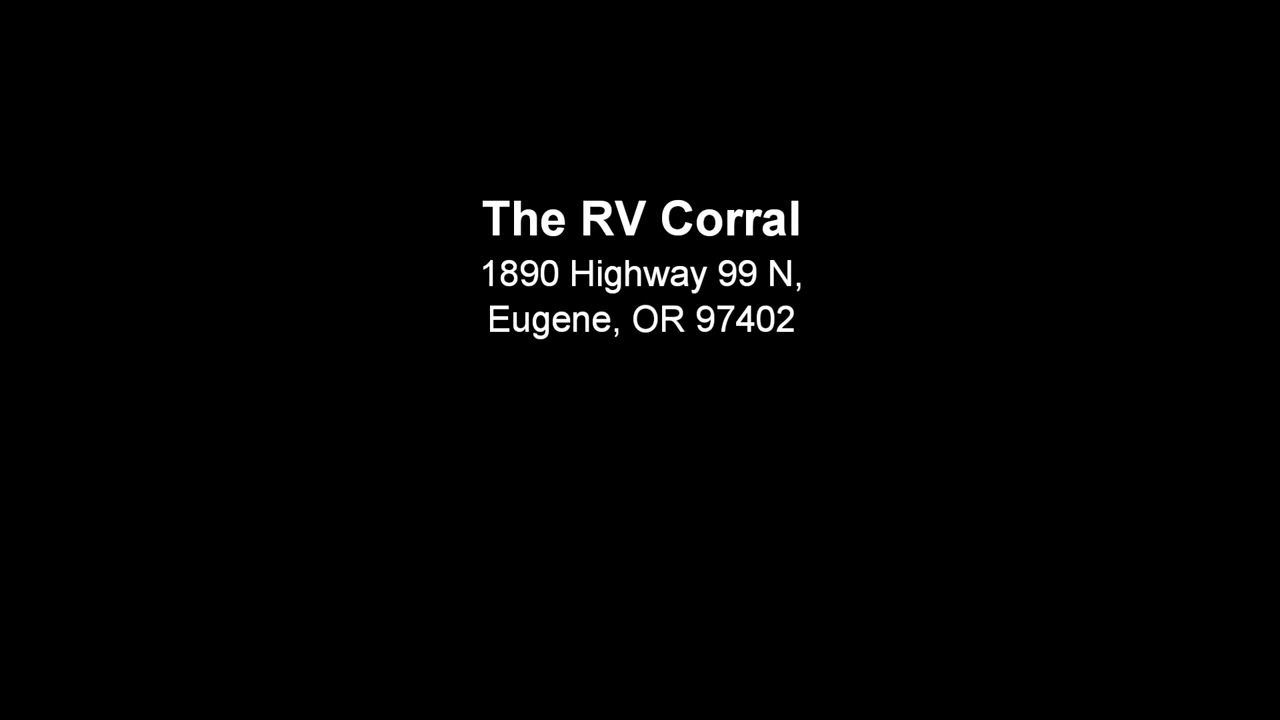 The RV Corral
1890 Highway 99 N,
Eugene, OR 97402